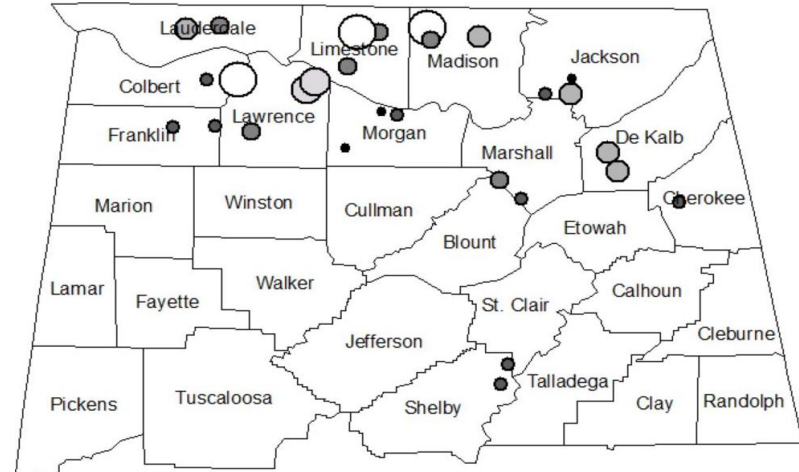 Lauderdale
Limestone
Madison
Jackson
Colbert
Lawrence
Franklin
Morgan
De Kalb
Marshall
Cherokee
Marion
Winston
Cullman
Etowah
Blount
Lamar
Fayette
Walker
St. Clair
Calhoun
Jefferson
Cleburne
Pickens
Tuscaloosa
Shelby
Talladega
Clay
Randolph